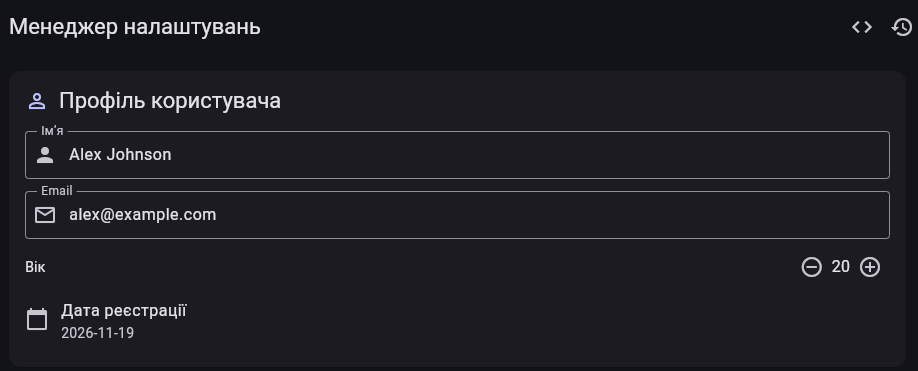 Менеджер налаштувань
Профіль користувача
Ім'я
Alex Johnson
Email
alex@example.com
Вік
20
Дата реєстрації
2026-11-19